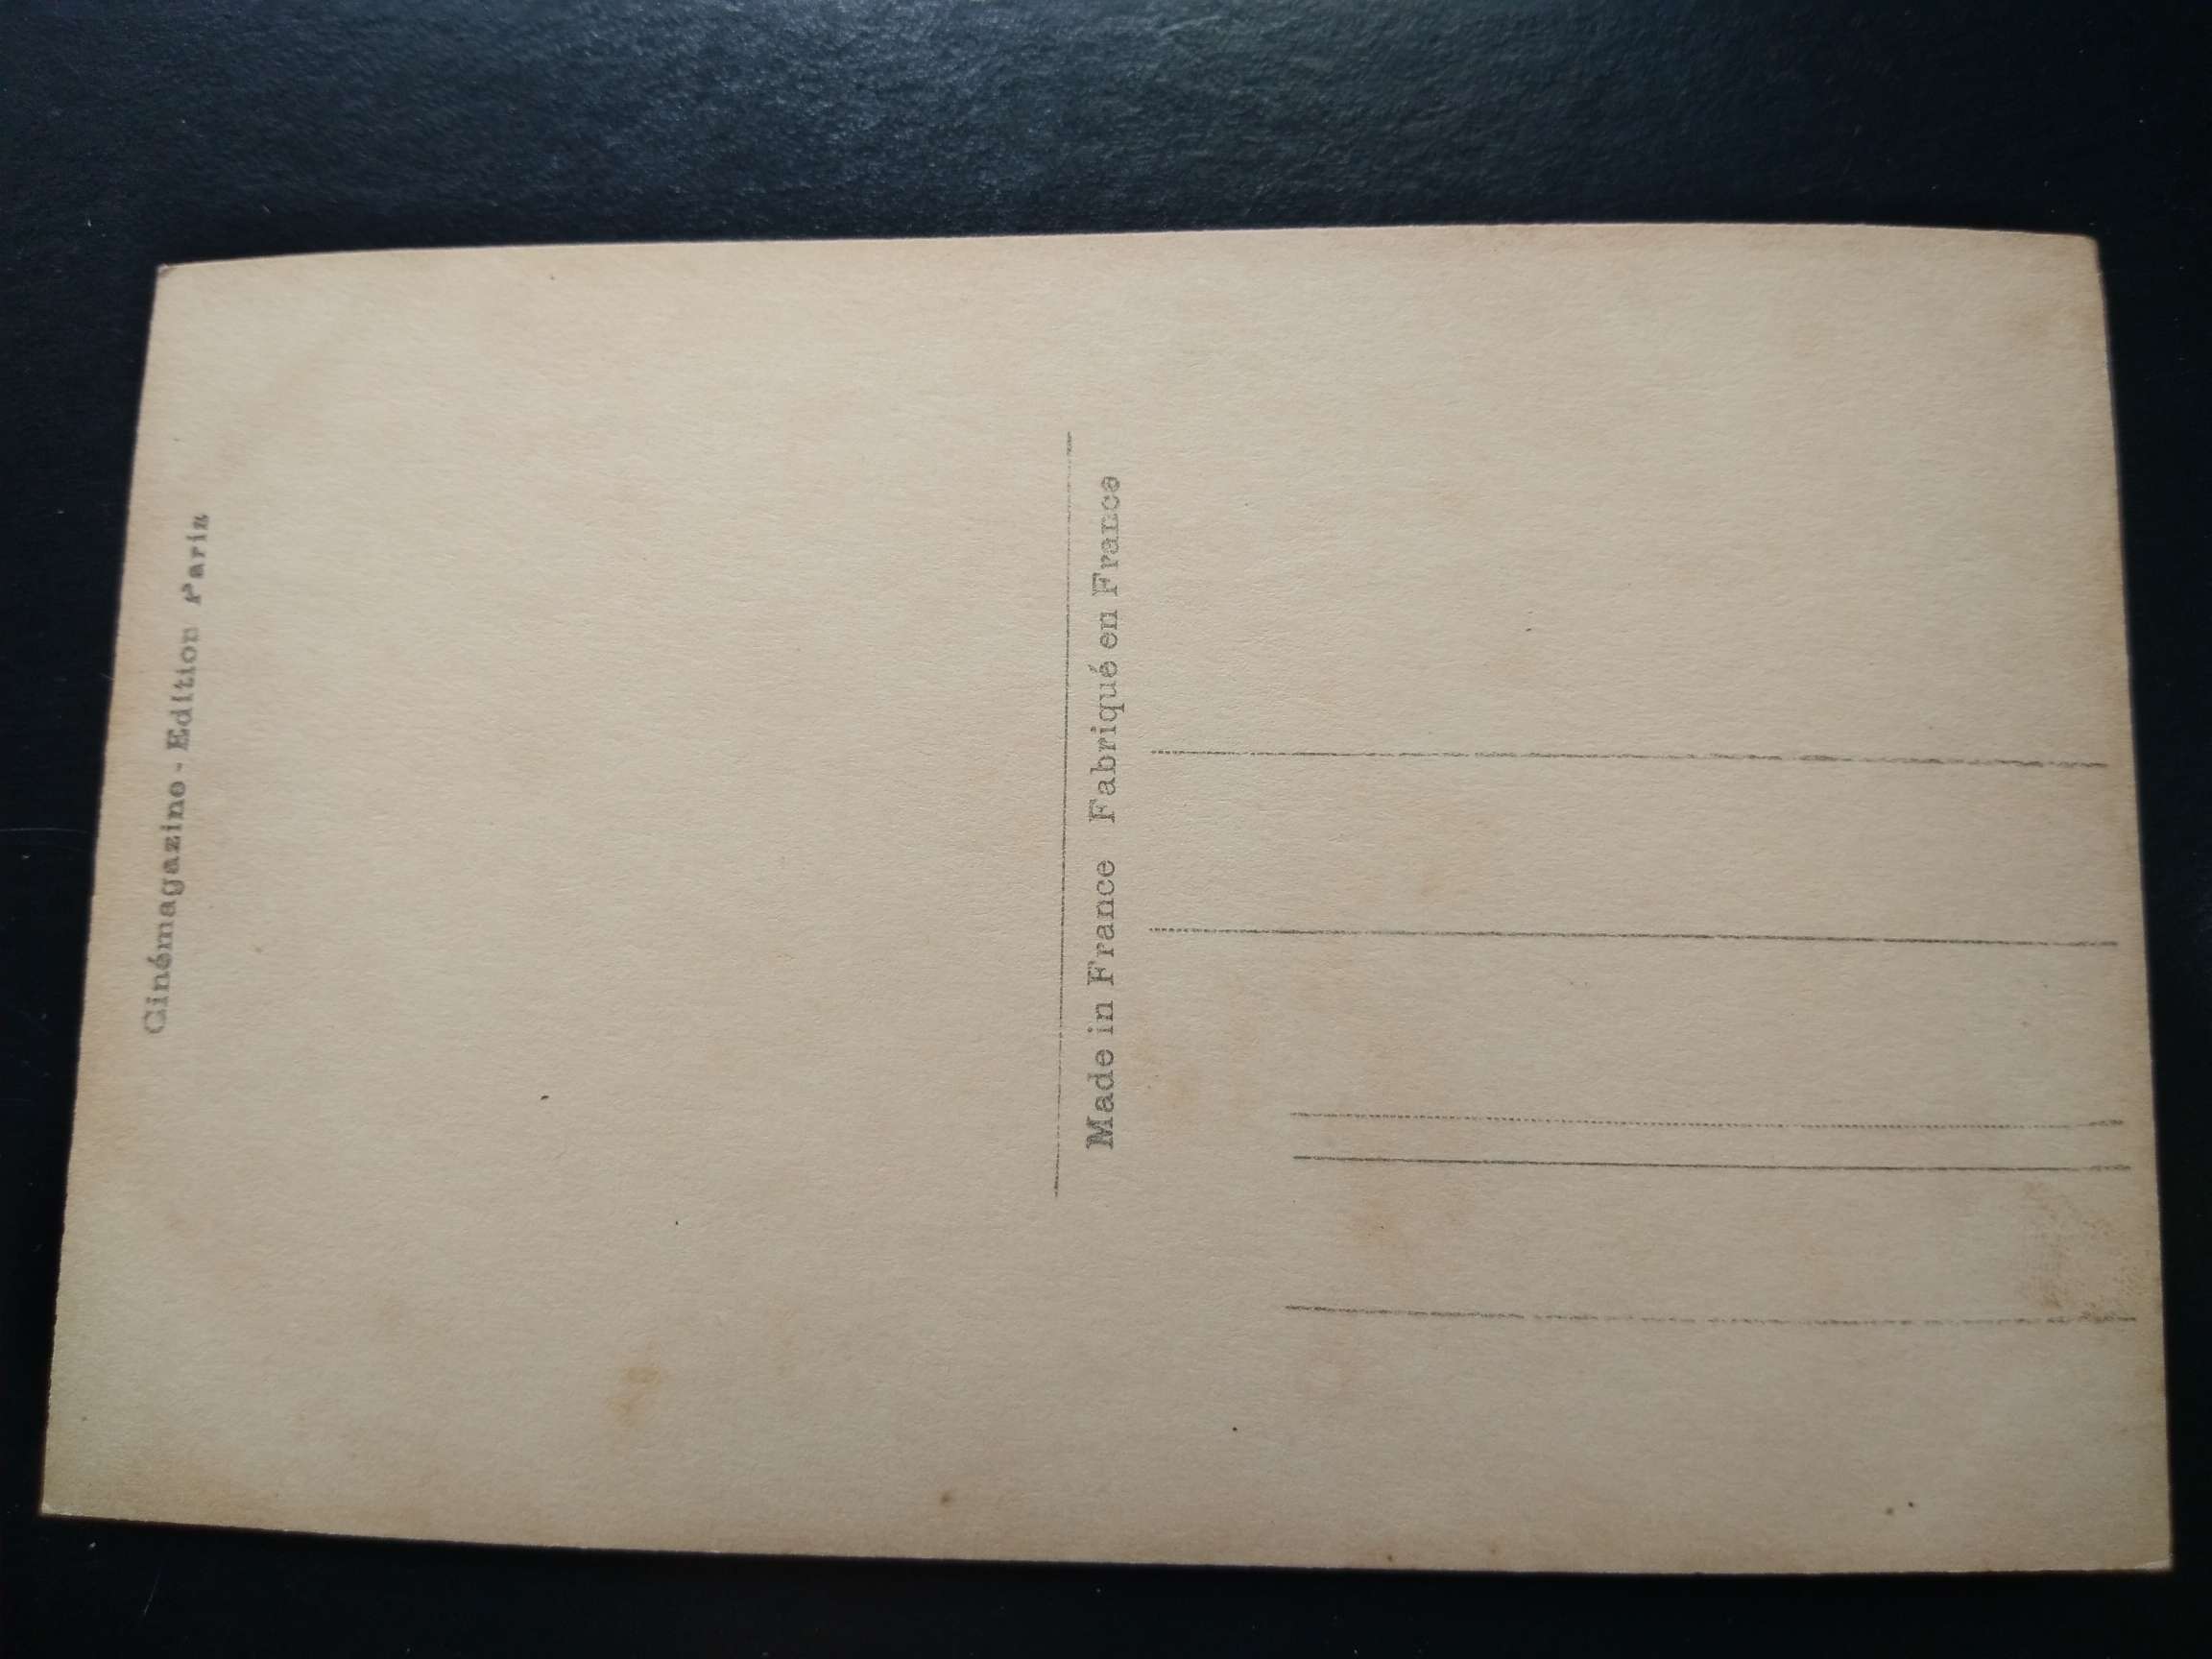 Cinémagazine - Edition Paris
Made in France Fabriqué en France